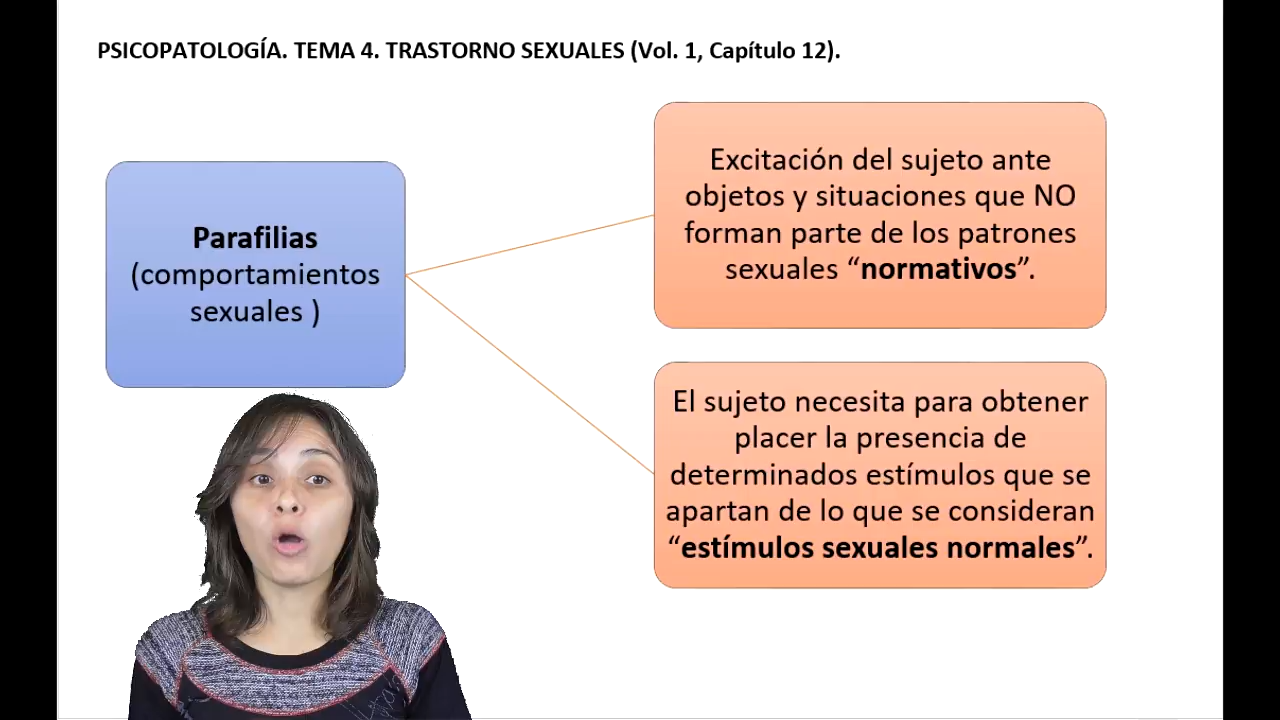 PSICOPATOLOGÍA. TEMA 4. TRASTORNO SEXUALES (Vol. 1, Capítulo 12).
Parafilias
(comportamientos
sexuales )
Excitación del sujeto ante
objetos y situaciones que NO
forman parte de los patrones
sexuales “normativos”.
El sujeto necesita para obtener
placer la presencia de
determinados estímulos que se
apartan de lo que se consideran
“estímulos sexuales normales”.